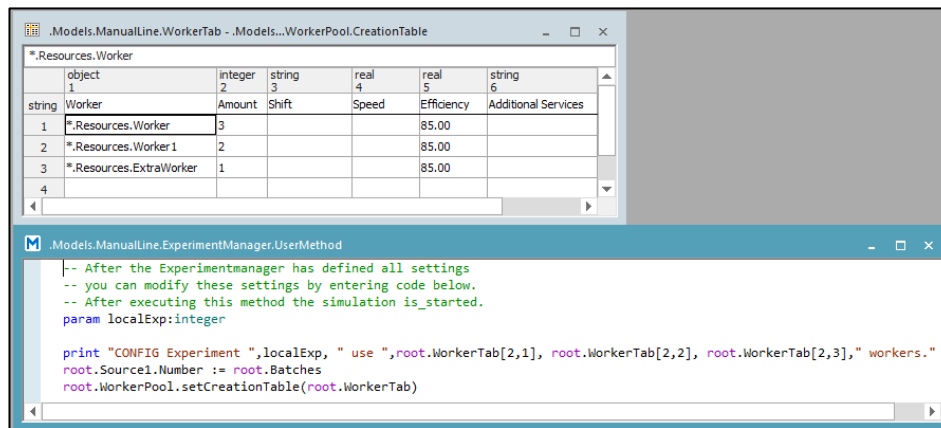 .Models.ManualLine.WorkerTab - .Models...WorkerPool.CreationTable
*.Resources.Worker
object integer string real real string
1 2 3 4 5 6
string Worker Amount Shift Speed Efficiency Additional Services
1 *.Resources.Worker 3 85.00
2 *.Resources.Worker1 2 85.00
3 *.Resources.ExtraWorker 1 85.00
4
M .Models.ManualLine.ExperimentManager.UserMethod
-- After the Experimentmanager has defined all settings
-- you can modify these settings by entering code below.
-- After executing this method the simulation is_started.
param localExp:integer
print "CONFIG Experiment ",localExp, " use ",root.WorkerTab[2,1], root.WorkerTab[2,2], root.WorkerTab[2,3]," workers."
root.Source1.Number := root.Batches
root.WorkerPool.setCreationTable(root.WorkerTab)